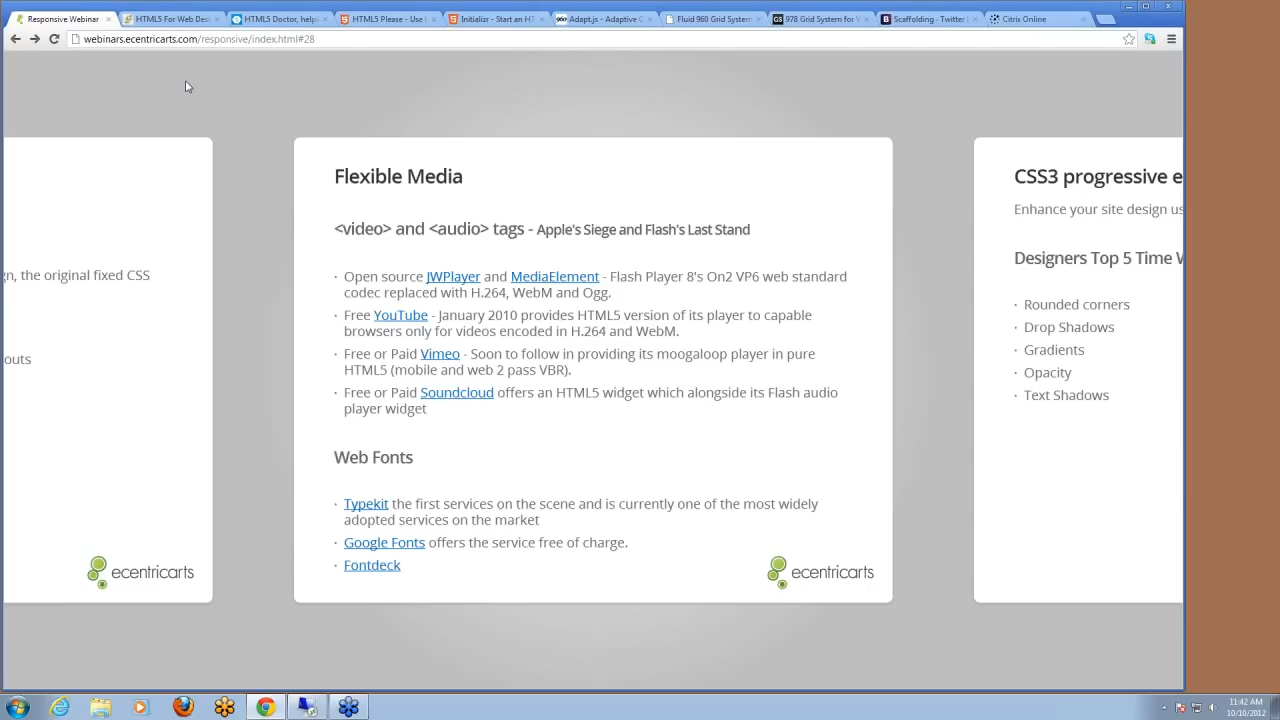 Responsive Webinar
HTML5 For Web Des
HTML5 Doctor, help
HTML5 Please - Use
Initializr - Start an HT
Adapt.js - Adaptive C
Fluid 960 Grid System
978 Grid System for
Scaffolding · Twitter
Citrix Online
webinars.ecentricarts.com/responsive/index.html#28
n, the original fixed CSS
outs
ecentricarts
Flexible Media
<video> and <audio> tags - Apple's Siege and Flash's Last Stand
· Open source JWPlayer and MediaElement - Flash Player 8's On2 VP6 web standard
codec replaced with H.264, WebM and Ogg.
· Free YouTube - January 2010 provides HTML5 version of its player to capable
browsers only for videos encoded in H.264 and WebM.
· Free or Paid Vimeo - Soon to follow in providing its moogaloop player in pure
HTML5 (mobile and web 2 pass VBR).
· Free or Paid Soundcloud offers an HTML5 widget which alongside its Flash audio
player widget
Web Fonts
· Typekit the first services on the scene and is currently one of the most widely
adopted services on the market
· Google Fonts offers the service free of charge.
· Fontdeck
ecentricarts
CSS3 progressive e
Enhance your site design us
Designers Top 5 Time W
· Rounded corners
· Drop Shadows
· Gradients
· Opacity
· Text Shadows
11:42 AM
10/10/2012